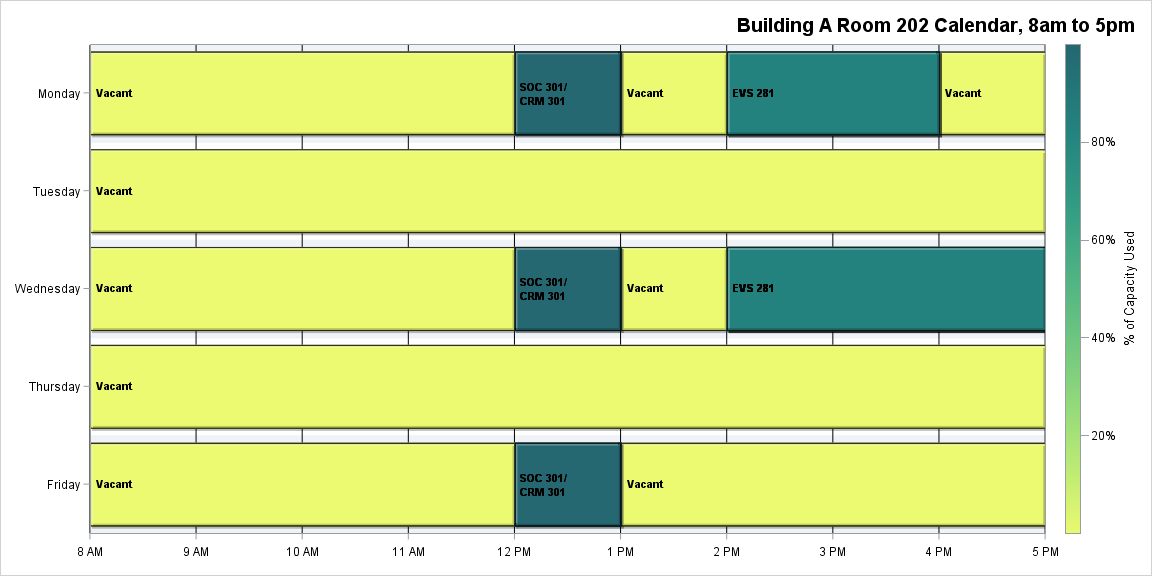 Building A Room 202 Calendar, 8am to 5pm
Monday
Vacant
SOC 301/
CRM 301
Vacant
EVS 281
Vacant
Tuesday
Vacant
Wednesday
Vacant
SOC 301/
CRM 301
Vacant
EVS 281
Thursday
Vacant
Friday
Vacant
SOC 301/
CRM 301
Vacant
8 AM
9 AM
10 AM
11 AM
12 PM
1 PM
2 PM
3 PM
4 PM
5 PM
80%
60%
40%
20%
% of Capacity Used